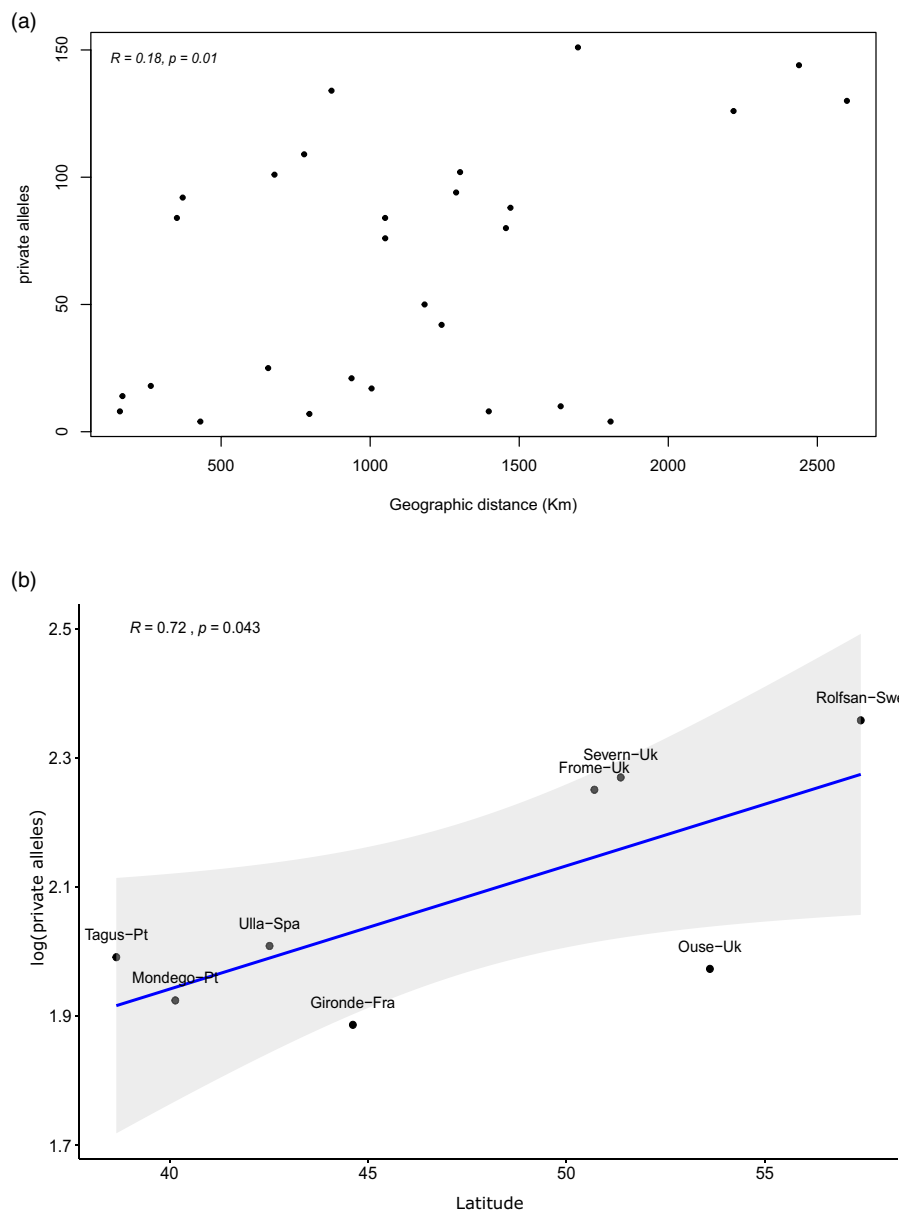 (a)
R = 0.18, p = 0.01
150
100
50
0
private alleles
500 1000 1500 2000 2500
Geographic distance (Km)
(b)
R = 0.72 , p = 0.043
2.5
2.3
2.1
1.9
1.7
log(private alleles)
Rolfsan−Swe
Severn−Uk
Frome−Uk
Ulla−Spa
Tagus−Pt
Mondego−Pt
Gironde−Fra
Ouse−Uk
40 45 50 55
Latitude